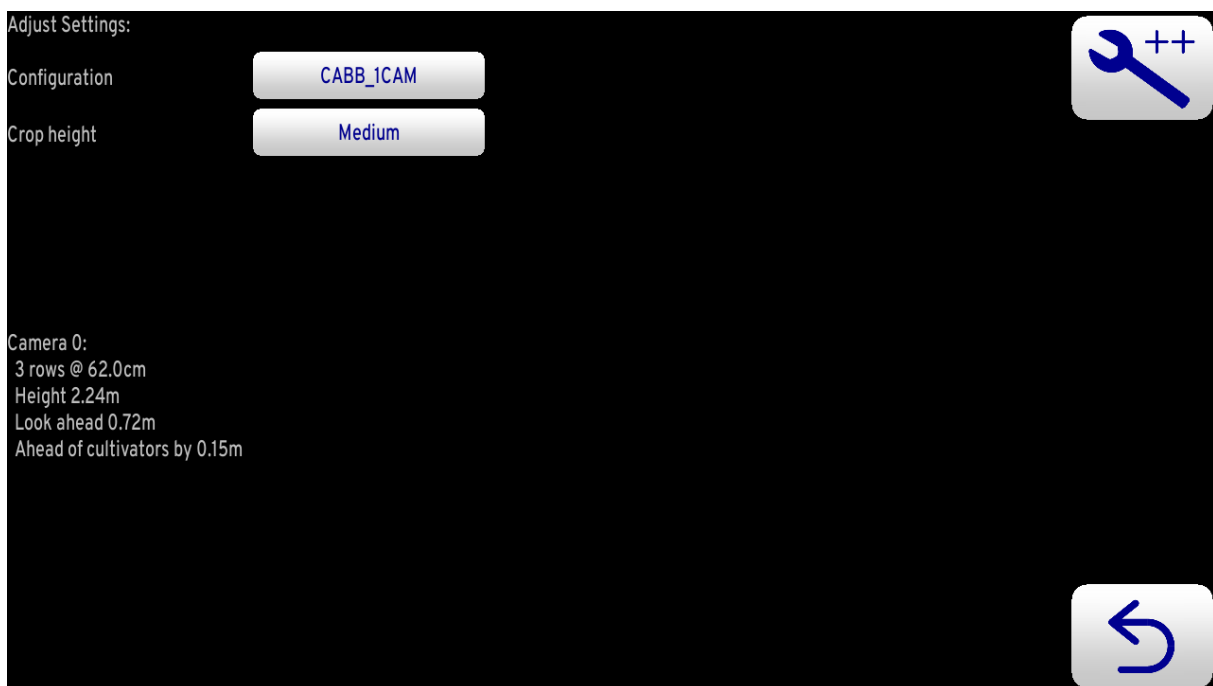 Adjust Settings:
++
Configuration CABB_1CAM
Crop height Medium
Camera 0:
3 rows @ 62.0cm
Height 2.24m
Look ahead 0.72m
Ahead of cultivators by 0.15m